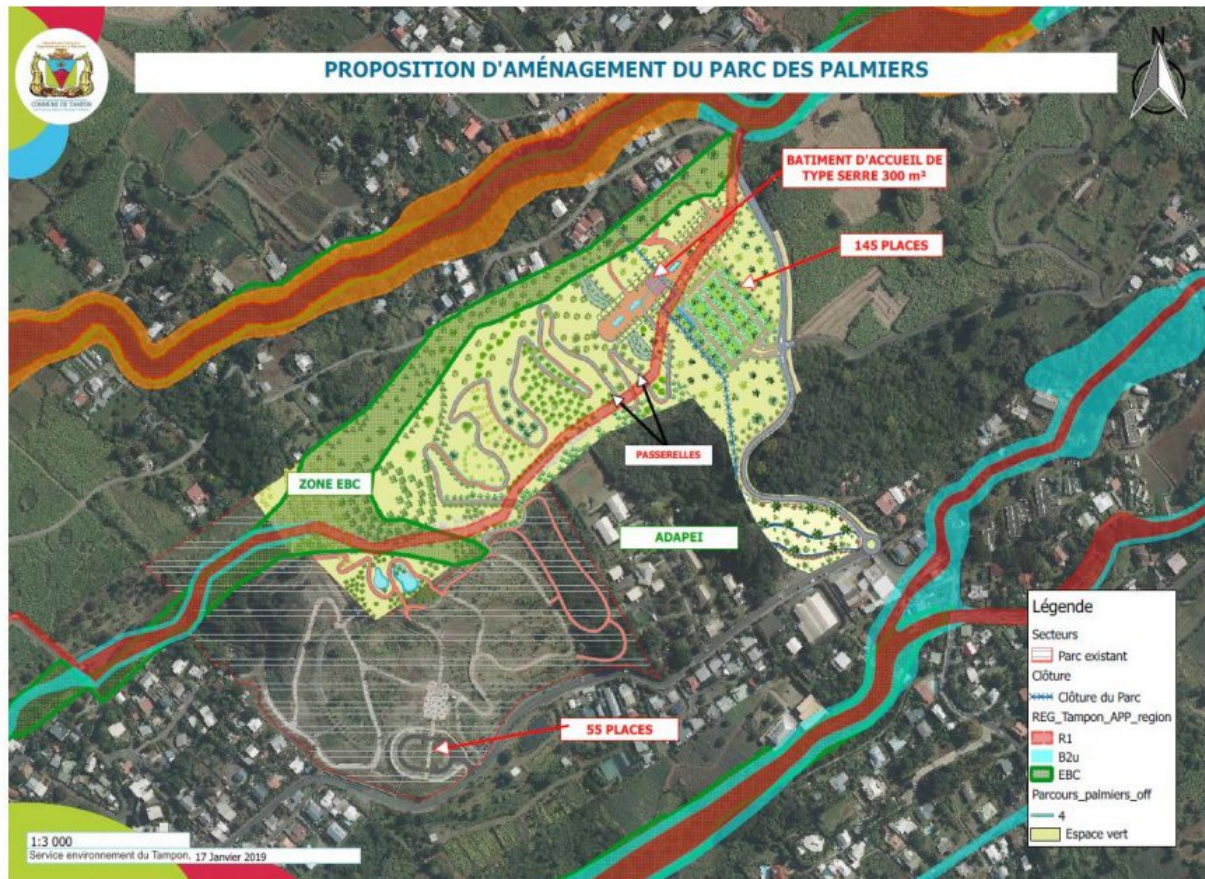 PROPOSITION D'AMÉNAGEMENT DU PARC DES PALMIERS
COMMUNE DE TAMPON
N
BATIMENT D'ACCUEIL DE
TYPE SERRE 300 m²
145 PLACES
PASSERELLES
ZONE EBC
ADAPEI
55 PLACES
Légende
Secteurs
Parc existant
Clôture
Clôture du Parc
REG_Tampon_APP_region
R1
B2u
EBC
Parcours_palmiers_off
4
Espace vert
1:3 000
Service environnement du Tampon, 17 Janvier 2019